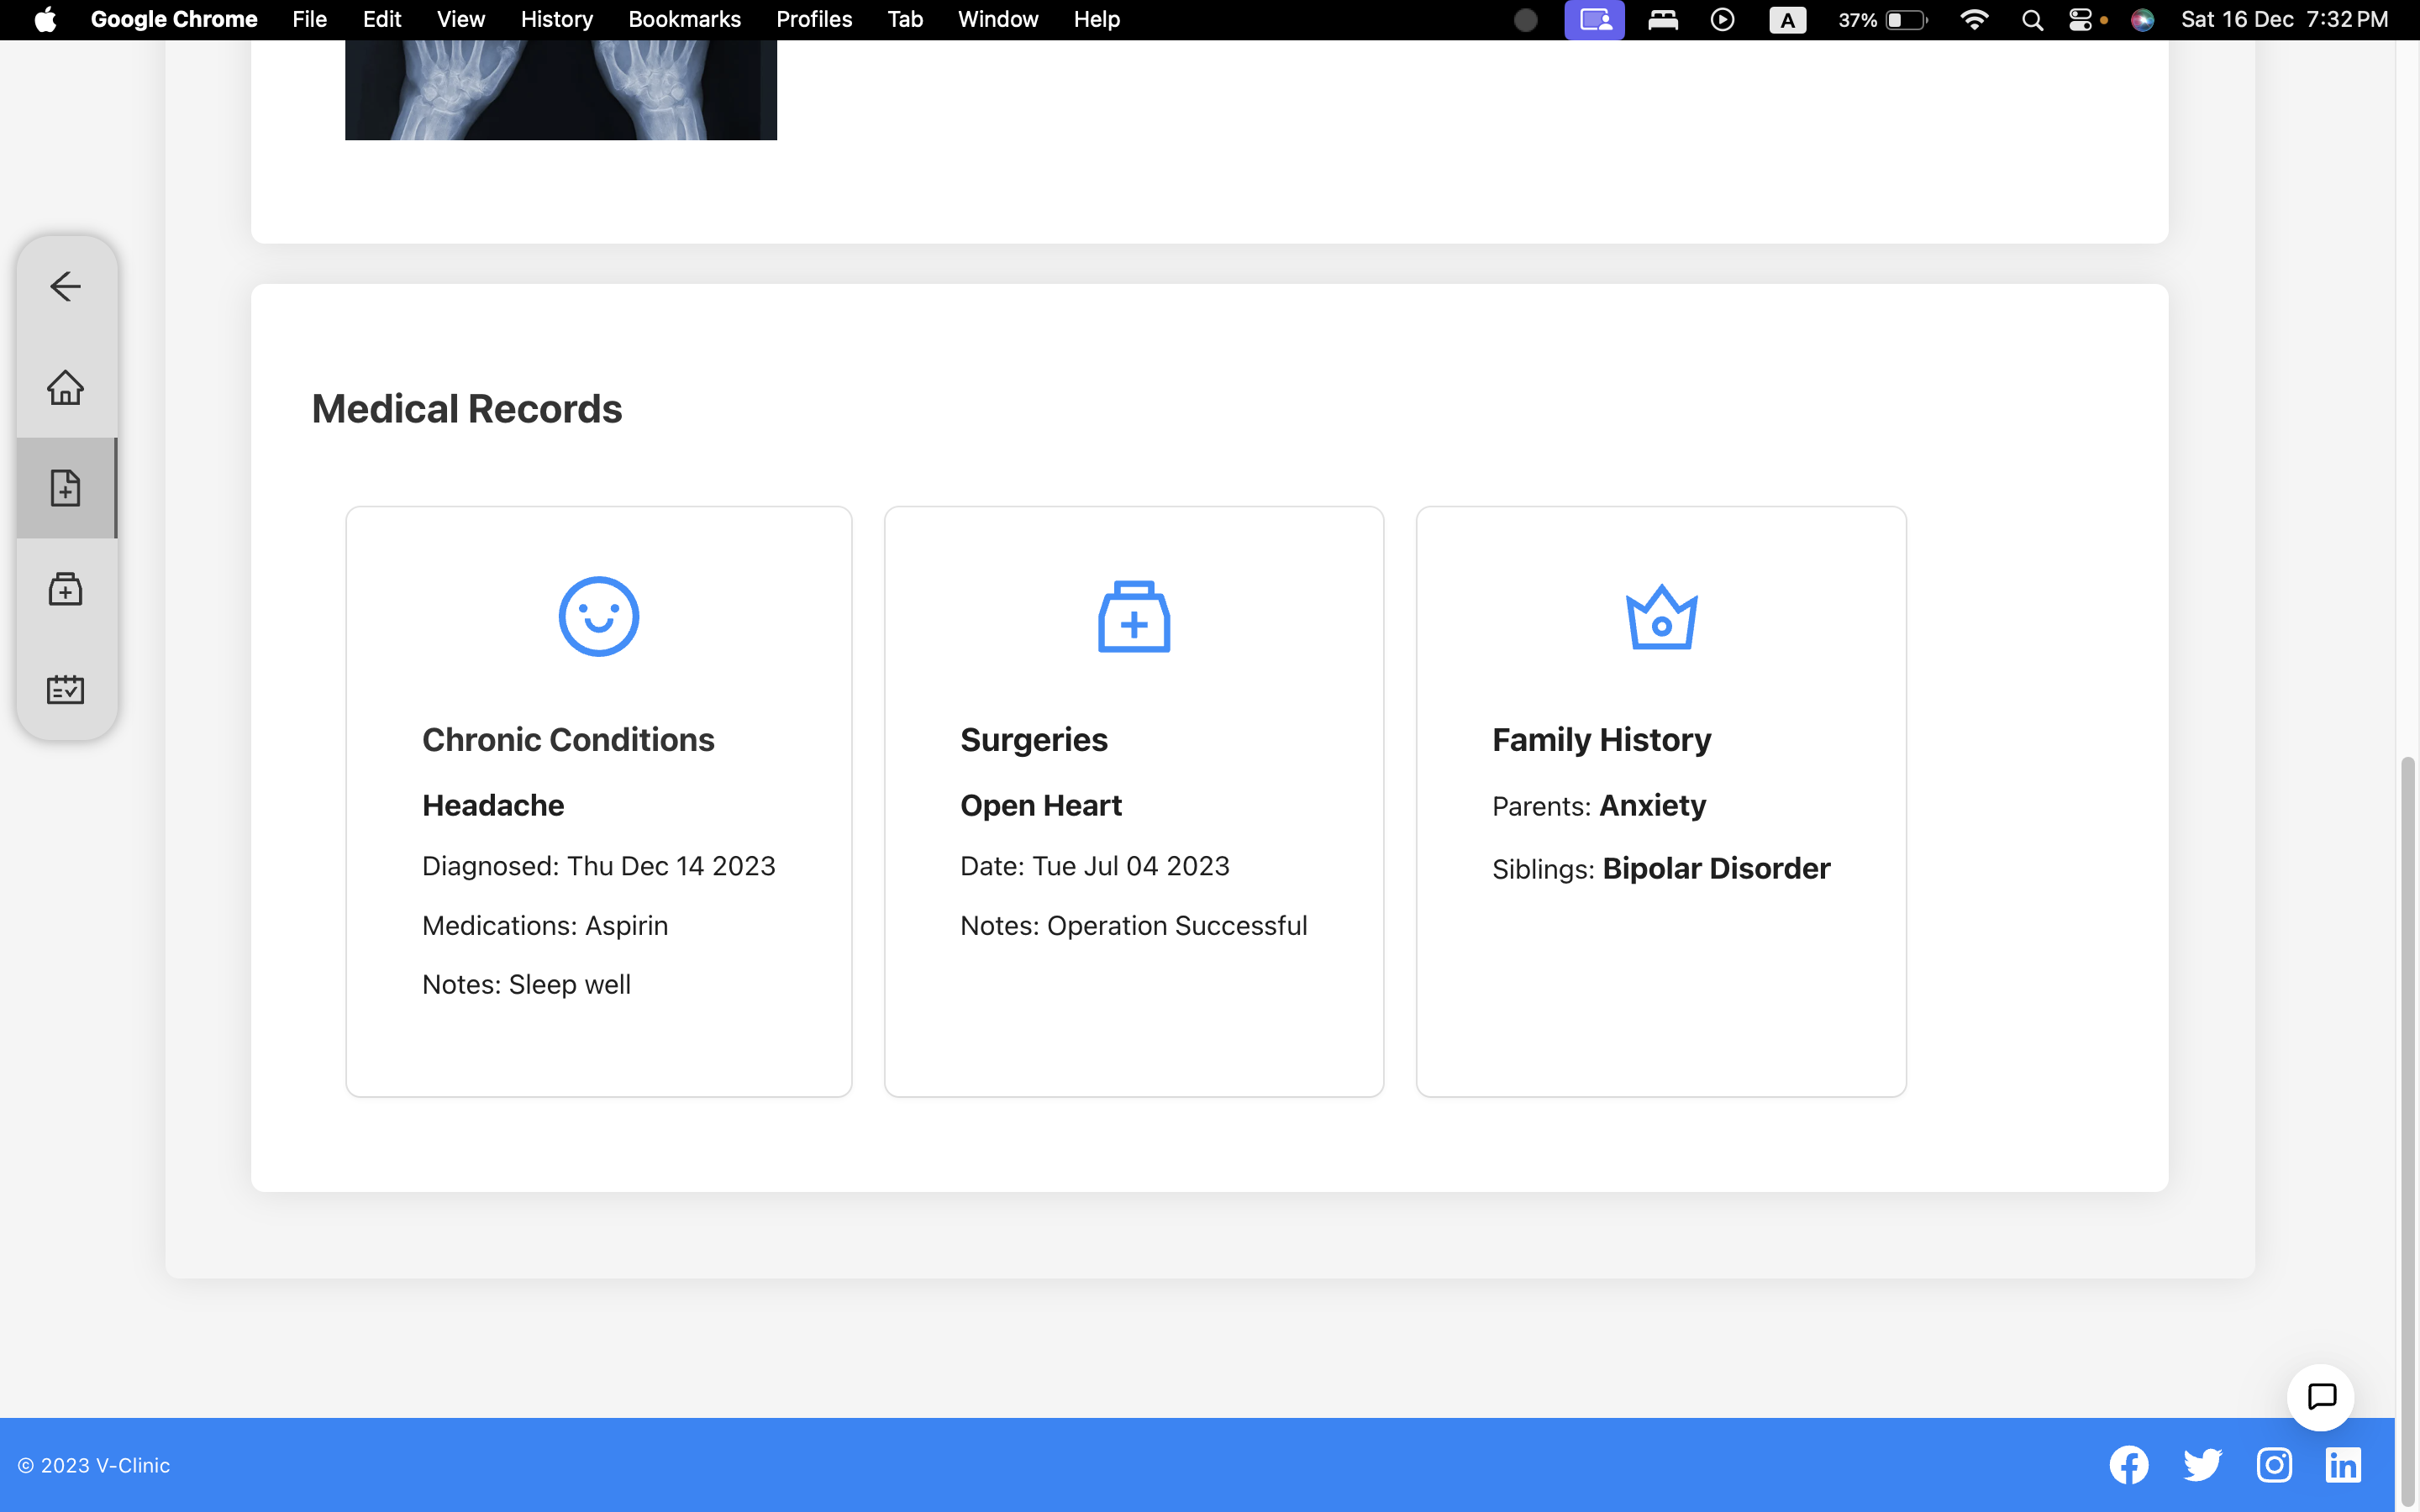 Google Chrome File Edit View History Bookmarks Profiles Tab Window Help A 37% Sat 16 Dec 7:32 PM
Medical Records
Chronic Conditions
Headache
Diagnosed: Thu Dec 14 2023
Medications: Aspirin
Notes: Sleep well
Surgeries
Open Heart
Date: Tue Jul 04 2023
Notes: Operation Successful
Family History
Parents: Anxiety
Siblings: Bipolar Disorder
© 2023 V-Clinic